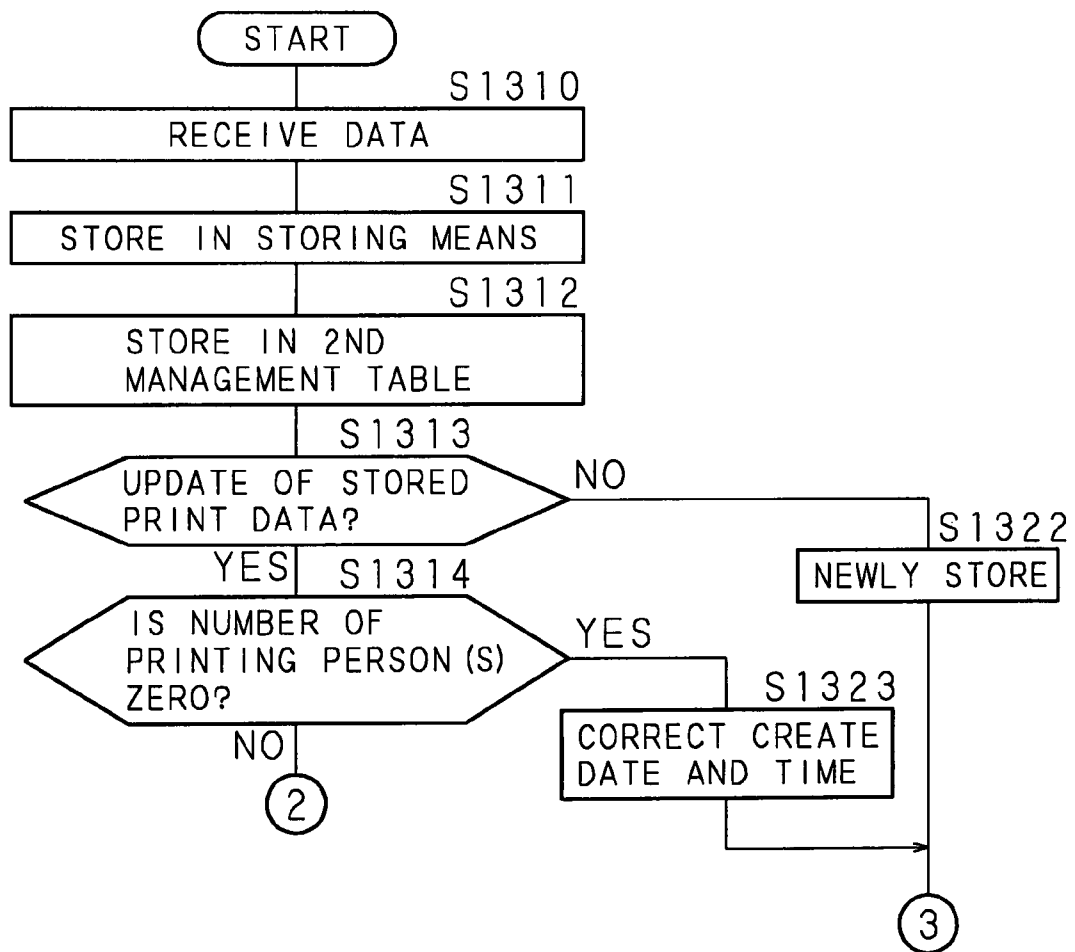 START
S1310
RECEIVE DATA
S1311
STORE IN STORING MEANS
S1312
STORE IN 2ND
MANAGEMENT TABLE
S1313
UPDATE OF STORED
PRINT DATA?
NO
S1322
NEWLY STORE
YES
S1314
IS NUMBER OF
PRINTING PERSON(S)
ZERO?
YES
S1323
CORRECT CREATE
DATE AND TIME
NO
2
3